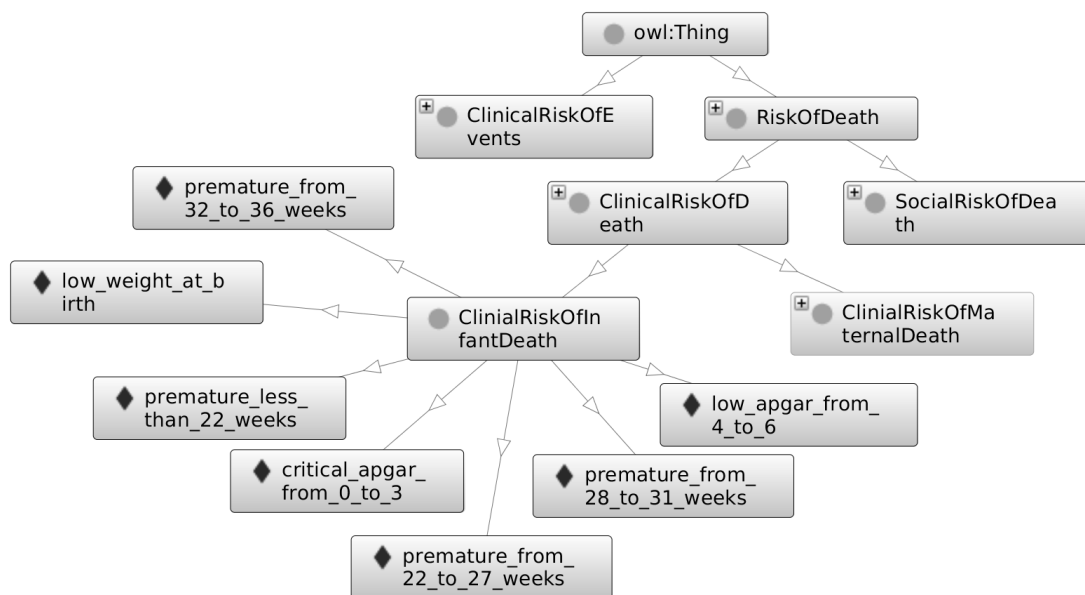 owl:Thing
ClinicalRiskOfE
vents
RiskOfDeath
premature_from_
32_to_36_weeks
ClinicalRiskOfD
eath
SocialRiskOfDea
th
low_weight_at_b
irth
ClinialRiskOfIn
fantDeath
ClinialRiskOfMa
ternalDeath
premature_less_
than_22_weeks
low_apgar_from_
4_to_6
critical_apgar_
from_0_to_3
premature_from_
28_to_31_weeks
premature_from_
22_to_27_weeks